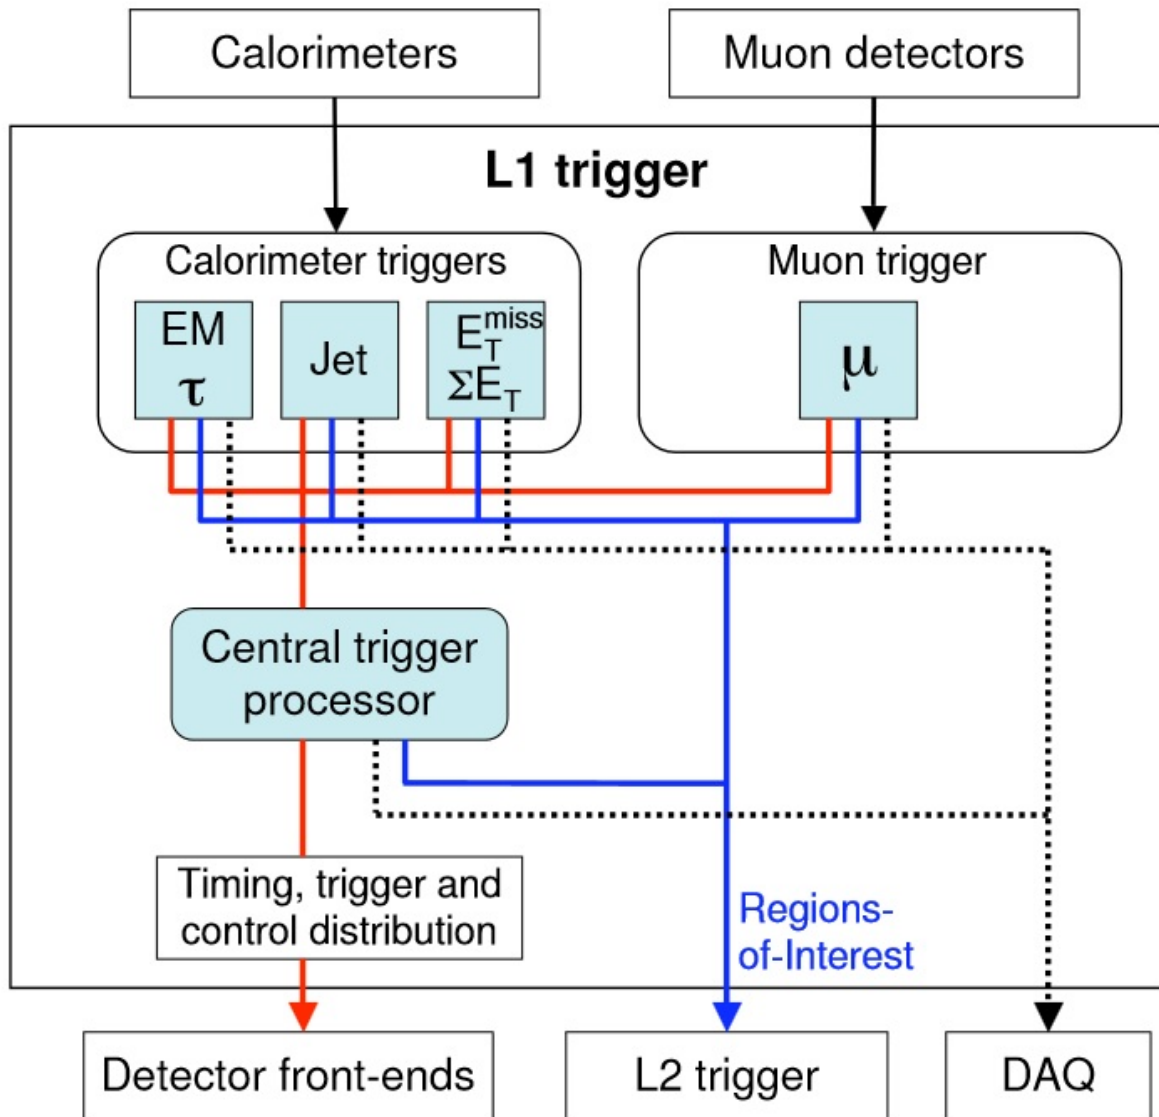 Calorimeters
Muon detectors
L1 trigger
Calorimeter triggers
Muon trigger
EM
τ
Jet
E_T^miss
ΣE_T
μ
Central trigger
processor
Timing, trigger and
control distribution
Regions-
of-Interest
Detector front-ends
L2 trigger
DAQ